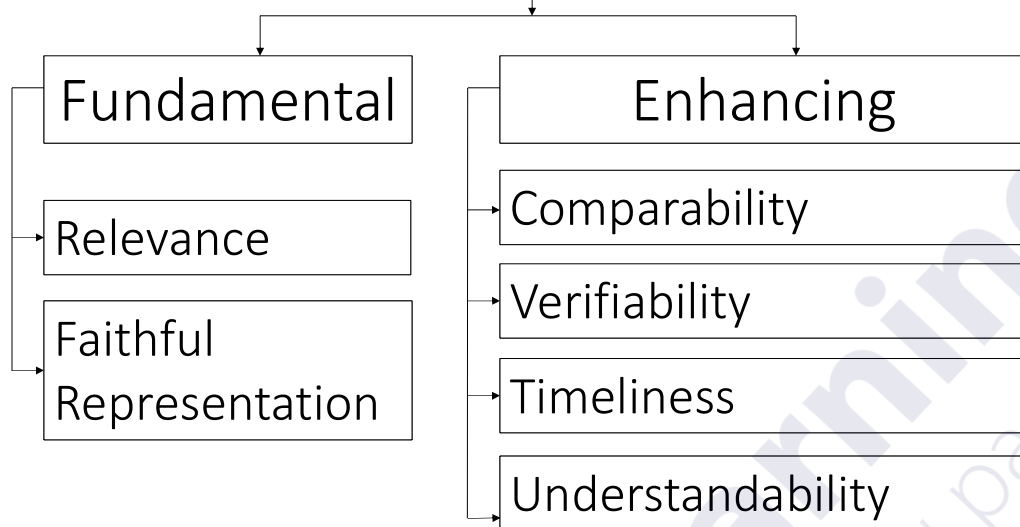 Fundamental
Relevance
Faithful
Representation
Enhancing
Comparability
Verifiability
Timeliness
Understandability